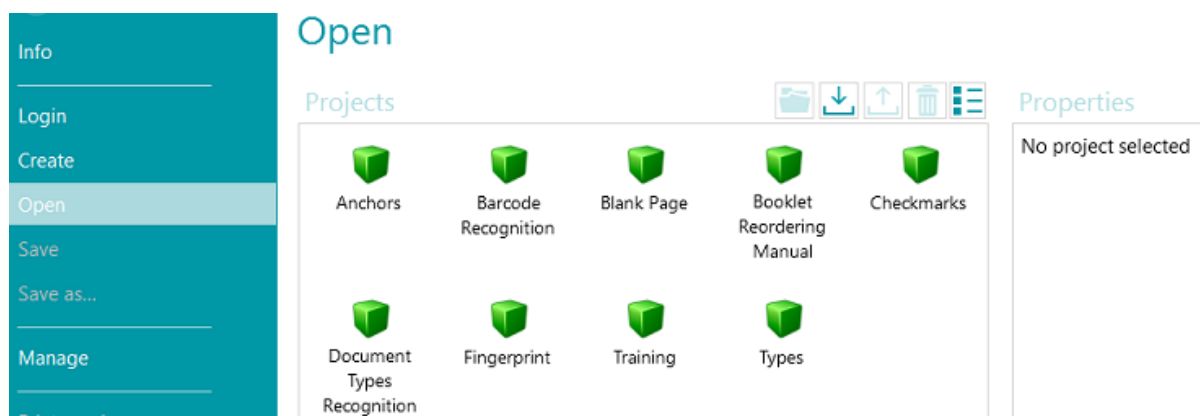 Info
Login
Create
Open
Save
Save as...
Manage
Open
Projects
Anchors
Barcode
Recognition
Blank Page
Booklet
Reordering
Manual
Checkmarks
Document
Types
Recognition
Fingerprint
Training
Types
Properties
No project selected